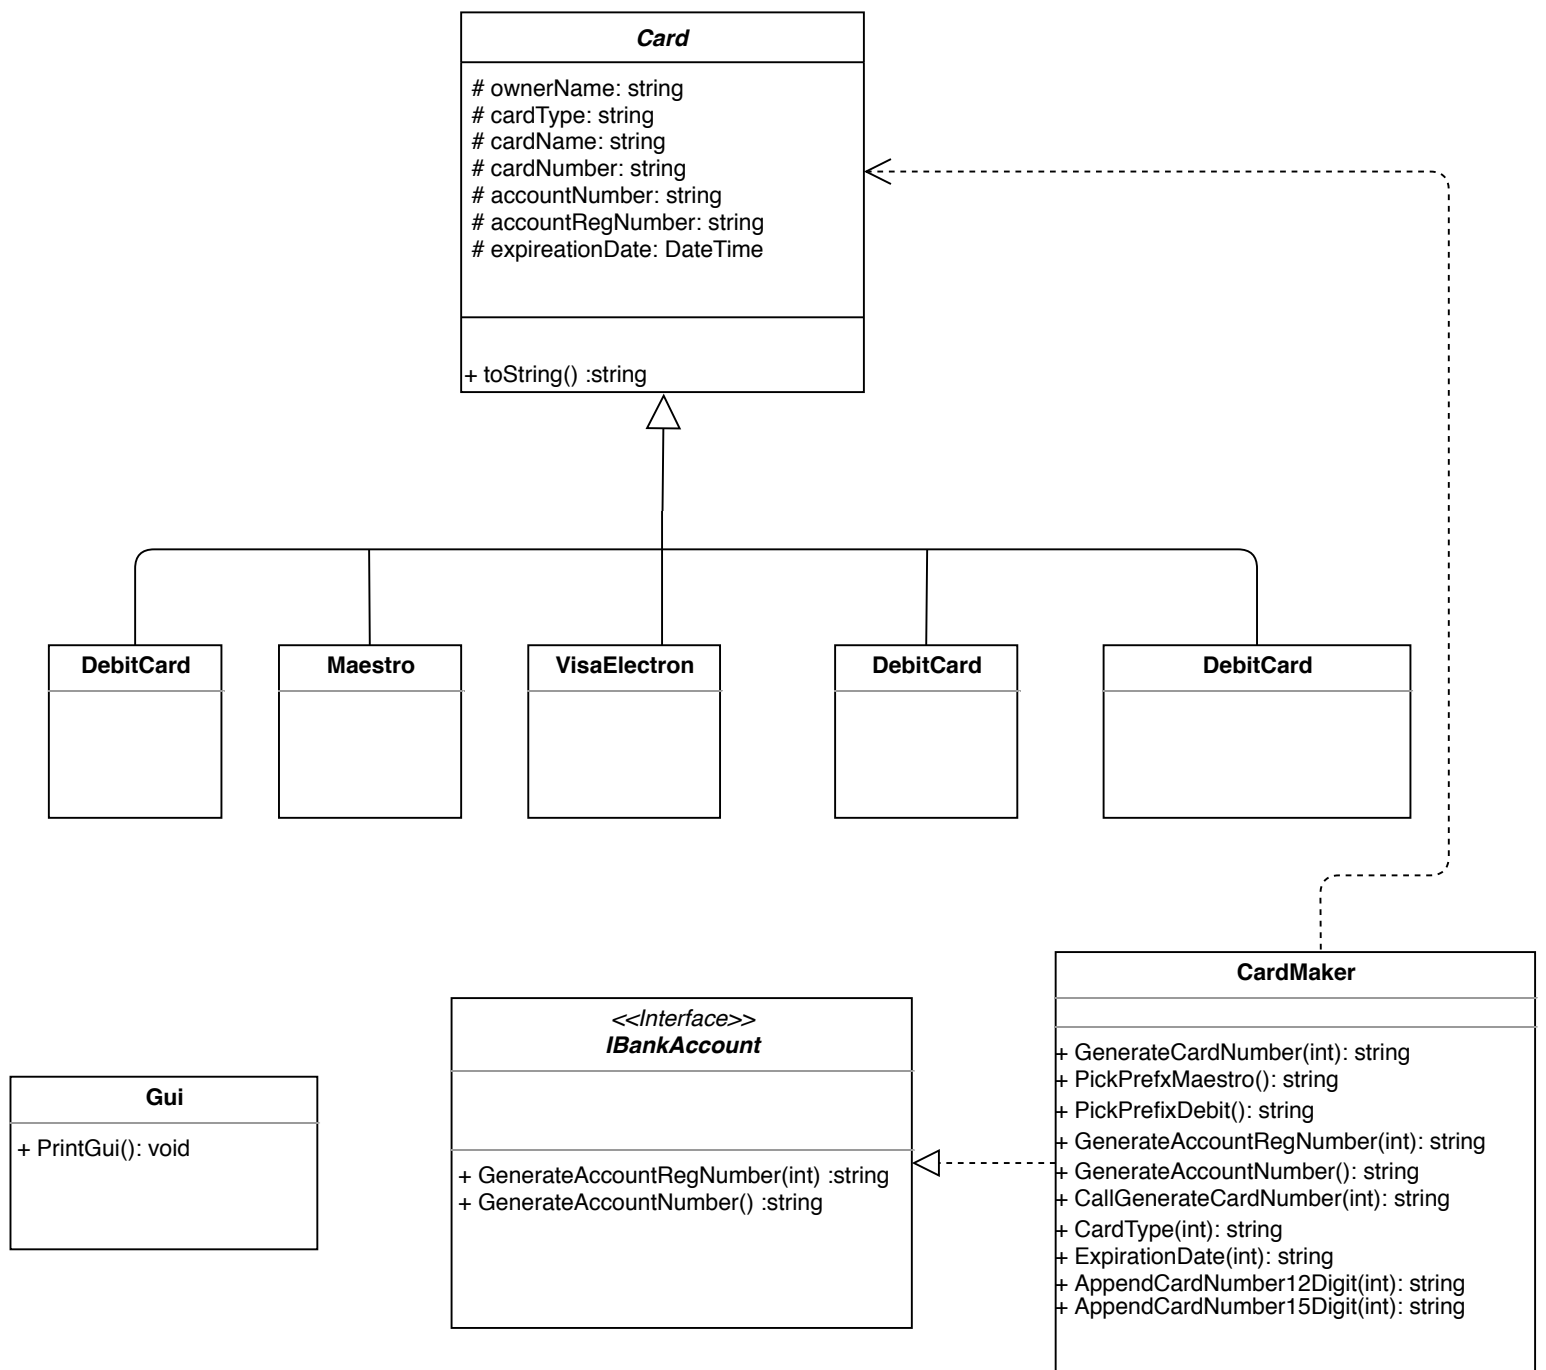 Card
# ownerName: string
# cardType: string
# cardName: string
# cardNumber: string
# accountNumber: string
# accountRegNumber: string
# expireationDate: DateTime
+ toString() :string
DebitCard
Maestro
VisaElectron
DebitCard
DebitCard
CardMaker
+ GenerateCardNumber(int): string
+ PickPrefxMaestro(): string
+ PickPrefixDebit(): string
+ GenerateAccountRegNumber(int): string
+ GenerateAccountNumber(): string
+ CallGenerateCardNumber(int): string
+ CardType(int): string
+ ExpirationDate(int): string
+ AppendCardNumber12Digit(int): string
+ AppendCardNumber15Digit(int): string
<<Interface>>
IBankAccount
+ GenerateAccountRegNumber(int) :string
+ GenerateAccountNumber() :string
Gui
+ PrintGui(): void